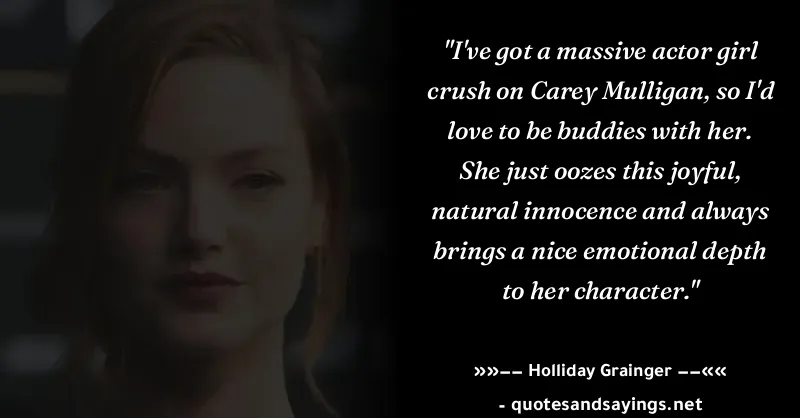 "I've got a massive actor girl
crush on Carey Mulligan, so I'd
love to be buddies with her.
She just oozes this joyful,
natural innocence and always
brings a nice emotional depth
to her character."
»»−− Holliday Grainger −−««
- quotesandsayings.net